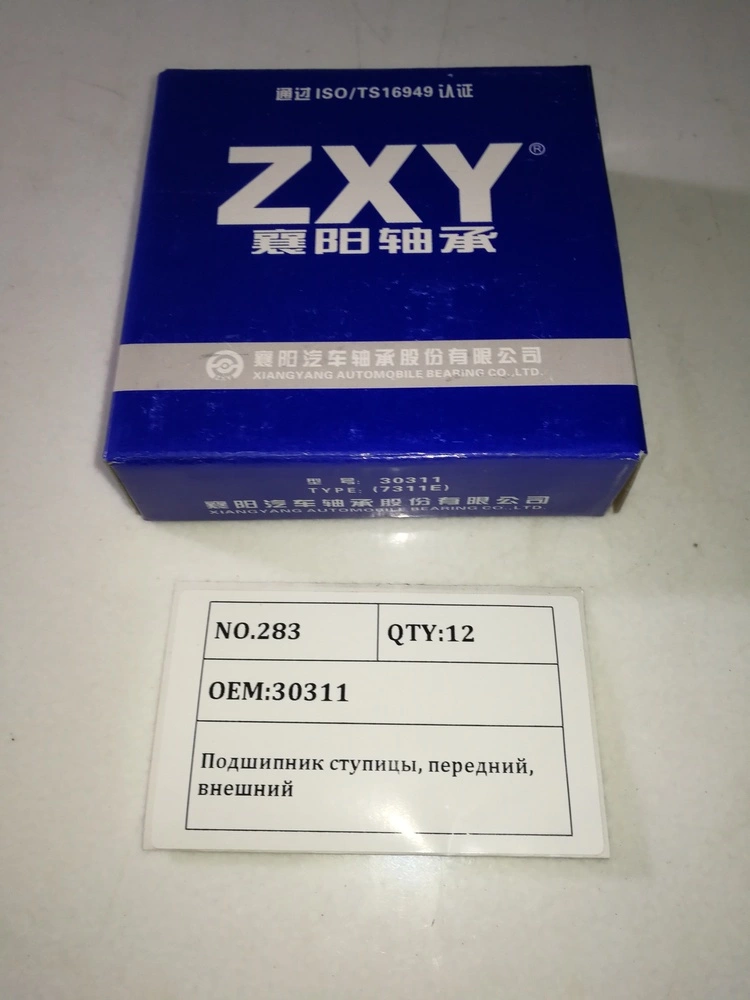 通过ISO/TS16949认证
ZXY®
襄阳轴承
襄阳汽车轴承股份有限公司
XIANGYANG AUTOMOBILE BEARING CO.,LTD.
型 号: 30311
TYPE: (7311E)
襄阳汽车轴承股份有限公司
XIANGYANG AUTOMOBILE BEARING CO.,LTD.
NO.283 QTY:12
OEM:30311
Подшипник ступицы, передний,
внешний